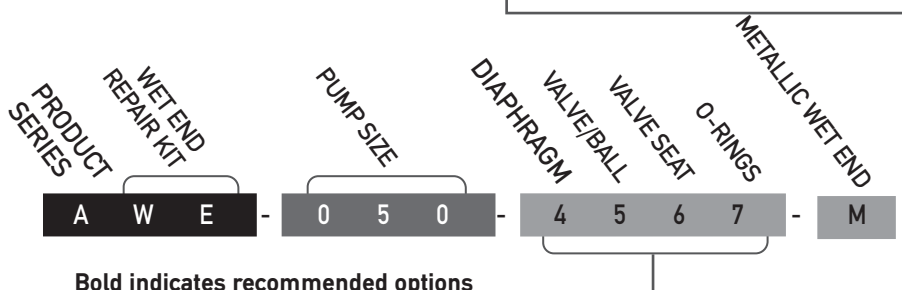 PRODUCT
SERIES
WET END
REPAIR KIT
PUMP SIZE
DIAPHRAGM
VALVE/BALL
VALVE SEAT
O-RINGS
METALLIC WET END
A W E - 0 5 0 - 4 5 6 7 - M
Bold indicates recommended options